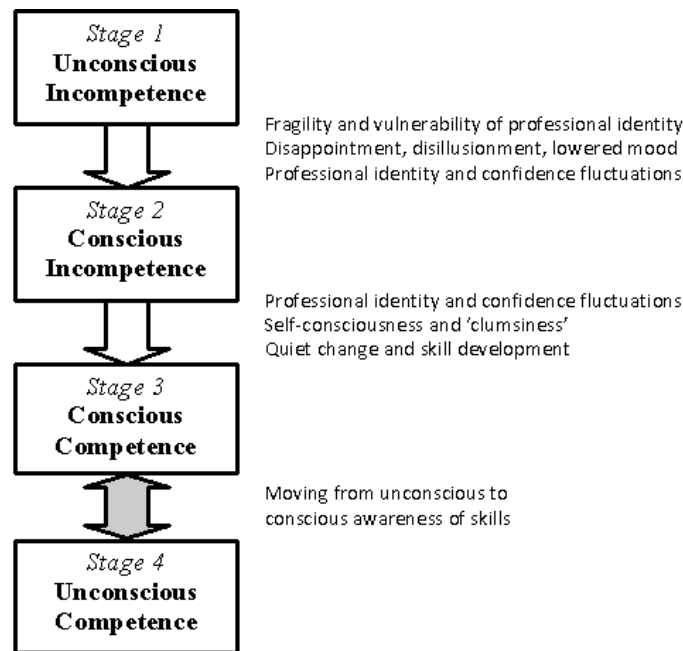 Stage 1
Unconscious
Incompetence
Fragility and vulnerability of professional identity
Disappointment, disillusionment, lowered mood
Professional identity and confidence fluctuations
Stage 2
Conscious
Incompetence
Professional identity and confidence fluctuations
Self-consciousness and ‘clumsiness’
Quiet change and skill development
Stage 3
Conscious
Competence
Moving from unconscious to
conscious awareness of skills
Stage 4
Unconscious
Competence